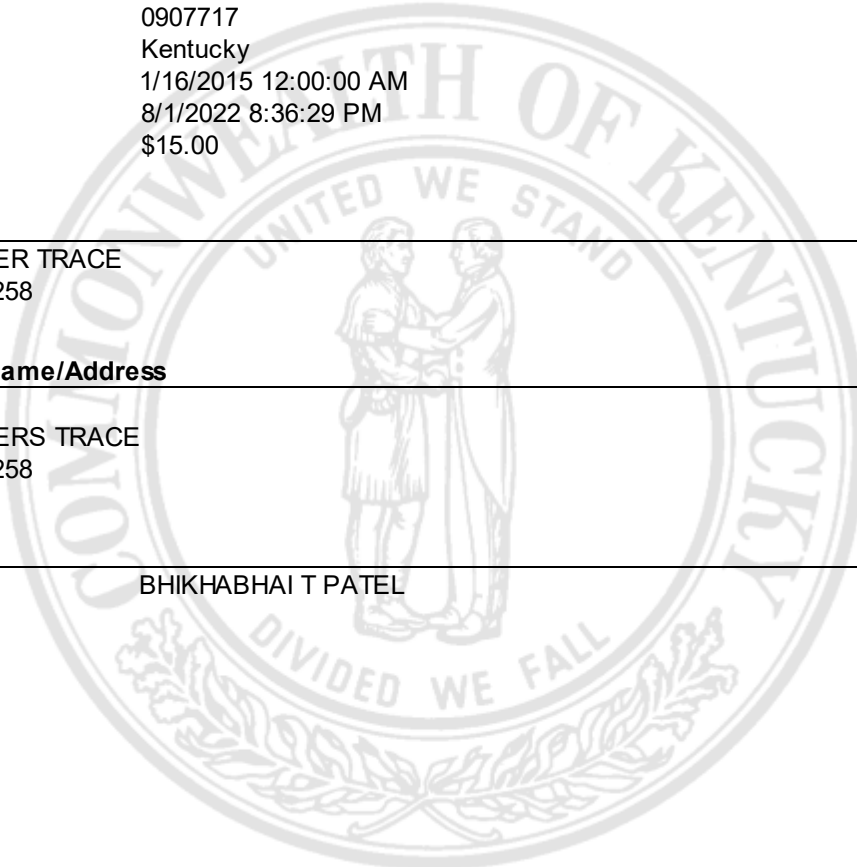 0907717
Kentucky
1/16/2015 12:00:00 AM
8/1/2022 8:36:29 PM
$15.00
COMMONWEALTH OF KENTUCKY
UNITED WE STAND
ER TRACE
258
ame/Address
ERS TRACE
258
BHIKHABHAI T PATEL
DIVIDED WE FALL